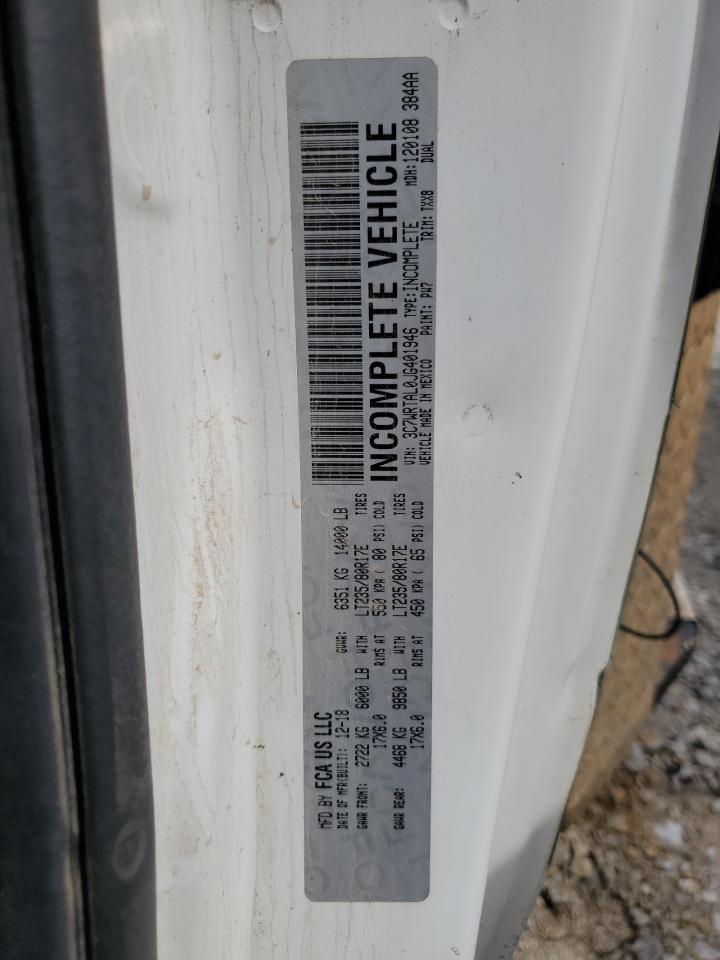 MFD BY FCA US LLC
DATE OF MFR(BUILT): 12-18 GVWR: 6351 KG 14000 LB
GAWR FRONT: 2722 KG 6000 LB WITH LT235/80R17E TIRES
17X6.0 RIMS AT 550 KPA ( 80 PSI) COLD
GAWR REAR: 4468 KG 9850 LB WITH LT235/80R17E TIRES
17X6.0 RIMS AT 450 KPA ( 65 PSI) COLD
INCOMPLETE VEHICLE
MDH:120108 384AA
VIN: 3C7WRTAL0JG401946 TYPE:INCOMPLETE DUAL
VEHICLE MADE IN MEXICO PAINT: PW7 TRIM: TXX8